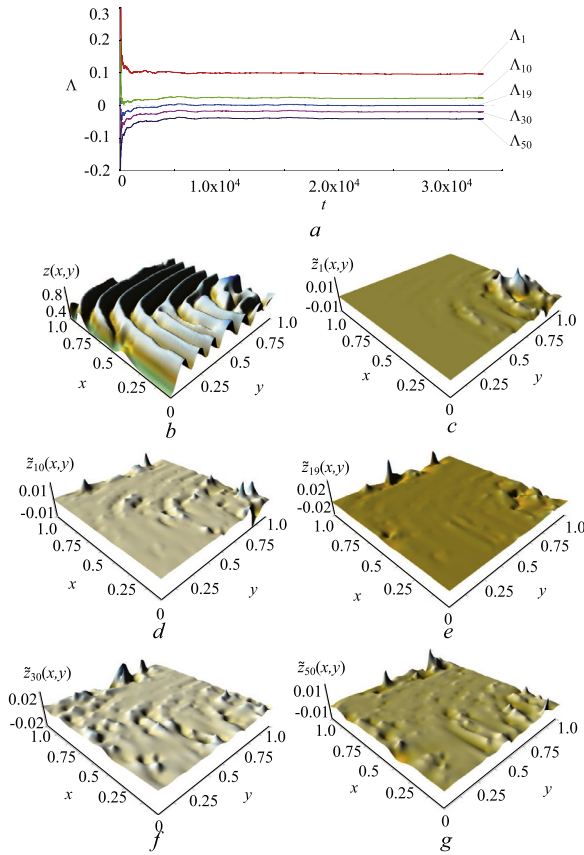 0.3
0.2
Λ₁
0.1
Λ₁₀
Λ
Λ₁₉
0
Λ₃₀
-0.1
Λ₅₀
-0.2
0 1.0x10⁴ 2.0x10⁴ 3.0x10⁴
t
a
z(x,y) z̃₁(x,y)
0.8 0.01
0.4 -0.01
1.0 1.0 1.0 1.0
0.75 0.75 0.75 0.75
0.5 0.5 0.5 0.5
x 0.25 0.25 y x 0.25 0.25 y
0 0
b c
z̃₁₀(x,y) z̃₁₉(x,y)
0.01 0.02
-0.01 -0.02
1.0 1.0 1.0 1.0
0.75 0.75 0.75 0.75
0.5 0.5 0.5 0.5
x 0.25 0.25 y x 0.25 0.25 y
0 0
d e
z̃₃₀(x,y) z̃₅₀(x,y)
0.02 0.01
-0.02 -0.01
1.0 1.0 1.0 1.0
0.75 0.75 0.75 0.75
0.5 0.5 0.5 0.5
x 0.25 0.25 y x 0.25 0.25 y
0 0
f g